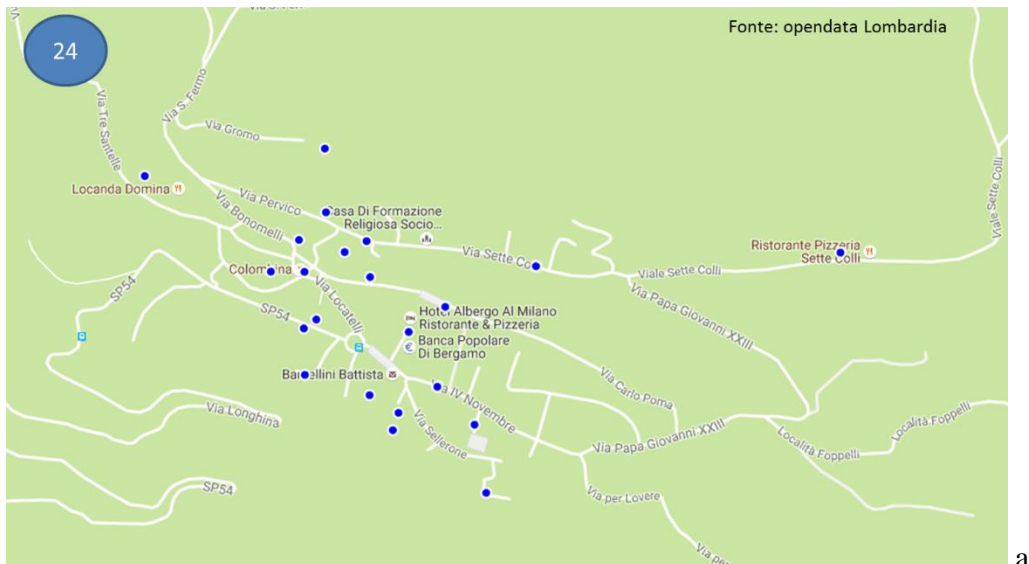 24
Fonte: opendata Lombardia
Via S. Fermo
Via Tre Santelle
Via Gromo
Locanda Domina
Via Pervico
Via Bonomelli
Casa Di Formazione
Religiosa Socio...
Viale Sette Colli
Ristorante Pizzeria
Sette Colli
Via Sette Co
Viale Sette Colli
Colombina
SP54
SP54
Via Locatelli
Hotel Albergo Al Milano
Ristorante & Pizzeria
Banca Popolare
Di Bergamo
Via Papa Giovanni XXIII
Battista
Via Carlo Poma
IV Novembre
Via Longhina
Via Sellerone
Via Papa Giovanni XXIII
Località Foppelli
Località Foppelli
SP54
Via per Lovere
Via per
a